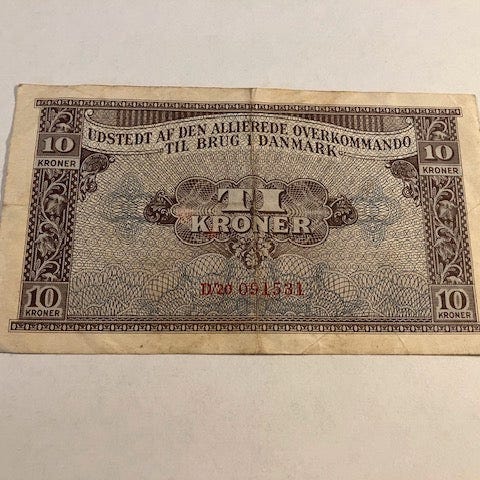 UDSTEDT AF DEN ALLIEREDE OVERKOMMANDO
TIL BRUG I DANMARK
10
KRONER
10
KRONER
TI
KRONER
D/20 091531
10
KRONER
10
KRONER